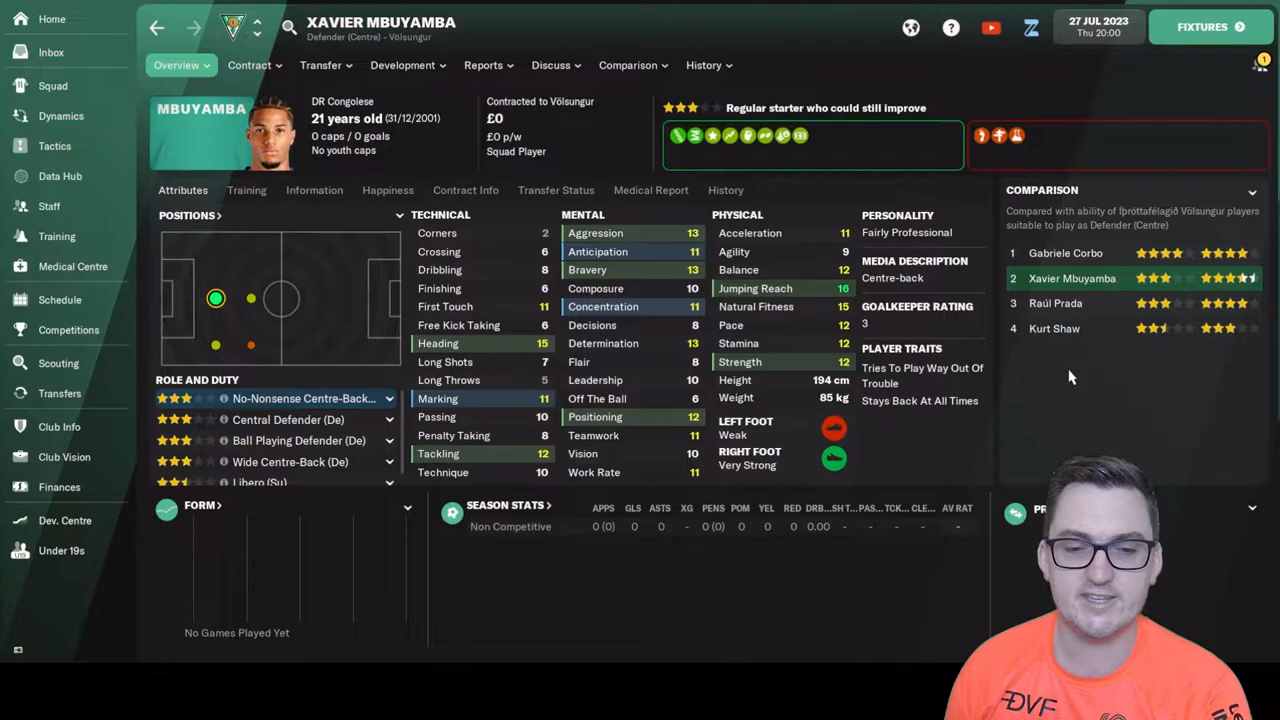 Home
Inbox
Squad
Dynamics
Tactics
Data Hub
Staff
Training
Medical Centre
Schedule
Competitions
Scouting
Transfers
Club Info
Club Vision
Finances
Dev. Centre
Under 19s
XAVIER MBUYAMBA
Defender (Centre) - Völsungur
27 JUL 2023
Thu 20:00
FIXTURES
Overview
Contract
Transfer
Development
Reports
Discuss
Comparison
History
1
MBUYAMBA
DR Congolese
21 years old (31/12/2001)
0 caps / 0 goals
No youth caps
Contracted to Völsungur
£0
£0 p/w
Squad Player
Regular starter who could still improve
Attributes Training Information Happiness Contract Info Transfer Status Medical Report History
POSITIONS
ROLE AND DUTY
No-Nonsense Centre-Back...
Central Defender (De)
Ball Playing Defender (De)
Wide Centre-Back (De)
Libero (Su)
TECHNICAL
Corners 2
Crossing 6
Dribbling 8
Finishing 6
First Touch 11
Free Kick Taking 6
Heading 15
Long Shots 7
Long Throws 5
Marking 11
Passing 10
Penalty Taking 8
Tackling 12
Technique 10
MENTAL
Aggression 13
Anticipation 11
Bravery 13
Composure 10
Concentration 11
Decisions 8
Determination 13
Flair 8
Leadership 10
Off The Ball 6
Positioning 12
Teamwork 11
Vision 10
Work Rate 11
PHYSICAL
Acceleration 11
Agility 9
Balance 12
Jumping Reach 16
Natural Fitness 15
Pace 12
Stamina 12
Strength 12
Height 194 cm
Weight 85 kg
LEFT FOOT
Weak
RIGHT FOOT
Very Strong
PERSONALITY
Fairly Professional
MEDIA DESCRIPTION
Centre-back
GOALKEEPER RATING
3
PLAYER TRAITS
Tries To Play Way Out Of
Trouble
Stays Back At All Times
COMPARISON
Compared with ability of Íþróttafélagið Völsungur players
suitable to play as Defender (Centre)
1 Gabriele Corbo
2 Xavier Mbuyamba
3 Raúl Prada
4 Kurt Shaw
FORM
No Games Played Yet
SEASON STATS
APPS GLS ASTS XG PENS POM YEL RED DRB... SH T... PAS... TCK... CLE... AV RAT
Non Competitive 0 (0) 0 0 - 0 (0) 0 0 0 0.00 - - - - -